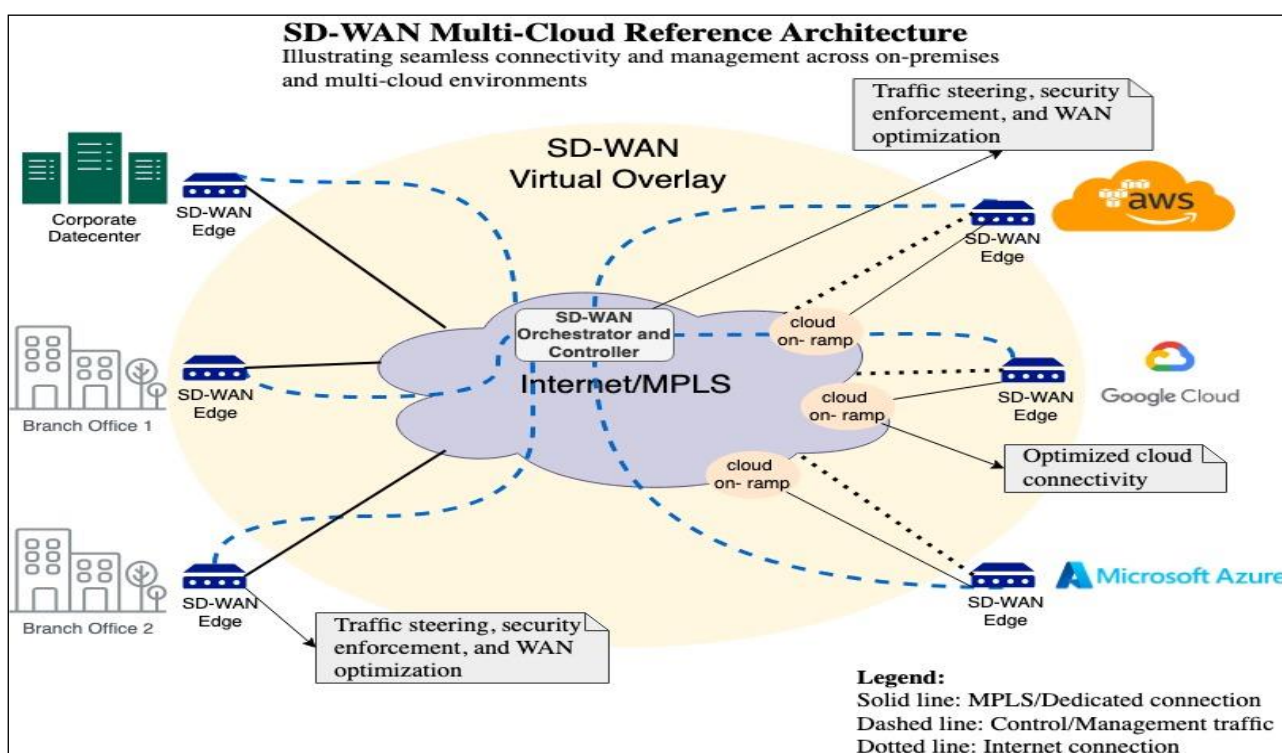 SD-WAN Multi-Cloud Reference Architecture
Illustrating seamless connectivity and management across on-premises
and multi-cloud environments
Traffic steering, security
enforcement, and WAN
optimization
SD-WAN
Virtual Overlay
Corporate
Datacenter
SD-WAN
Edge
aws
SD-WAN
Edge
SD-WAN
Orchestrator and
Controller
cloud
on- ramp
Internet/MPLS
Branch Office 1
SD-WAN
Edge
cloud
on- ramp
SD-WAN
Edge
Google Cloud
cloud
on- ramp
Optimized cloud
connectivity
Branch Office 2
SD-WAN
Edge
SD-WAN
Edge
Microsoft Azure
Traffic steering, security
enforcement, and WAN
optimization
Legend:
Solid line: MPLS/Dedicated connection
Dashed line: Control/Management traffic
Dotted line: Internet connection